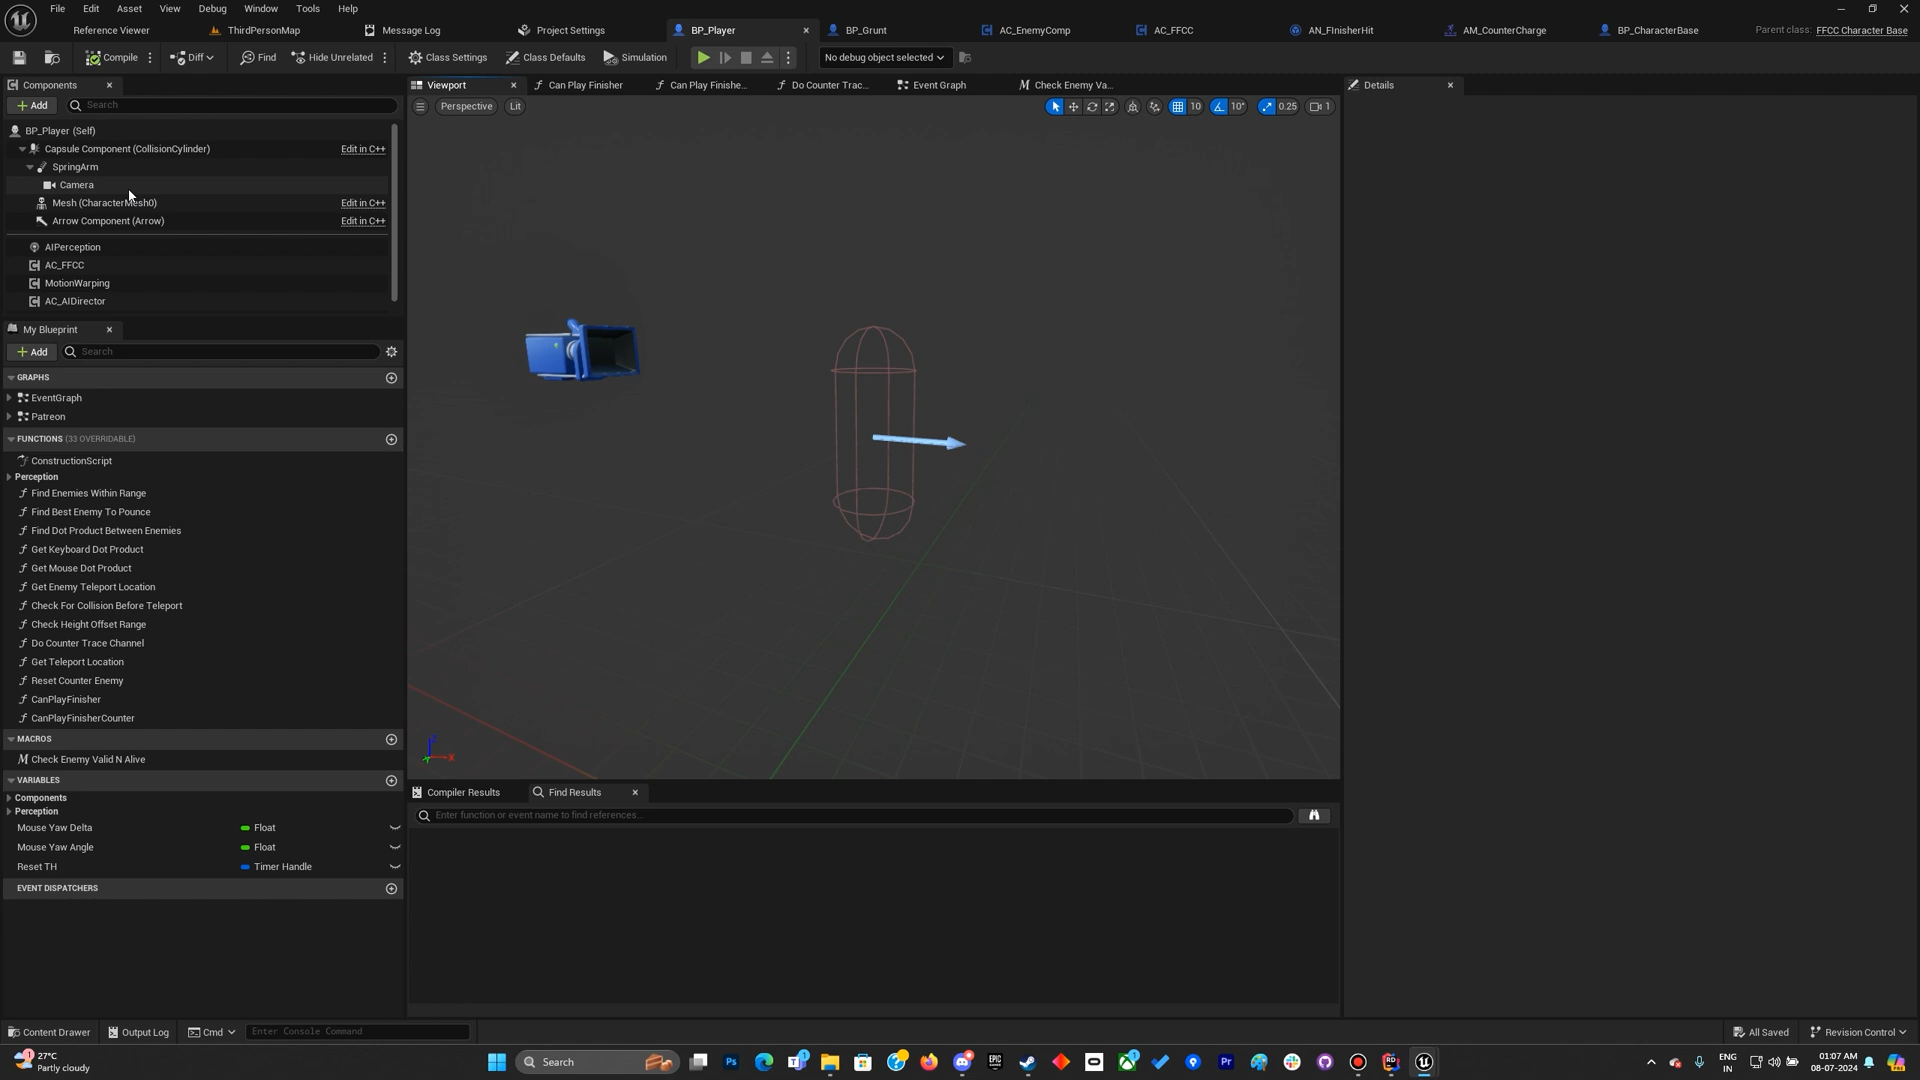 File Edit Asset View Debug Window Tools Help
Reference Viewer ThirdPersonMap Message Log Project Settings BP_Player BP_Grunt AC_EnemyComp AC_FFCC AN_FInisherHit AM_CounterCharge BP_CharacterBase Parent class: FFCC Character Base
Compile Diff Find Hide Unrelated Class Settings Class Defaults Simulation No debug object selected
Components Viewport Can Play Finisher Can Play Finishe... Do Counter Trac... Event Graph Check Enemy Va... Details
Add Search Perspective Lit 10 10° 0.25 1
BP_Player (Self)
Capsule Component (CollisionCylinder) Edit in C++
SpringArm
Camera
Mesh (CharacterMesh0) Edit in C++
Arrow Component (Arrow) Edit in C++
AIPerception
AC_FFCC
MotionWarping
AC_AIDirector
My Blueprint
Add Search
GRAPHS
EventGraph
Patreon
FUNCTIONS (33 OVERRIDABLE)
ConstructionScript
Perception
Find Enemies Within Range
Find Best Enemy To Pounce
Find Dot Product Between Enemies
Get Keyboard Dot Product
Get Mouse Dot Product
Get Enemy Teleport Location
Check For Collision Before Teleport
Check Height Offset Range
Do Counter Trace Channel
Get Teleport Location
Reset Counter Enemy
CanPlayFinisher
CanPlayFinisherCounter
MACROS
Check Enemy Valid N Alive
VARIABLES
Components
Perception
Mouse Yaw Delta Float
Mouse Yaw Angle Float
Reset TH Timer Handle
EVENT DISPATCHERS
Z
X
Compiler Results Find Results
Enter function or event name to find references...
Content Drawer Output Log Cmd Enter Console Command All Saved Revision Control
27°C
Partly cloudy
Search
ENG
IN
01:07 AM
08-07-2024